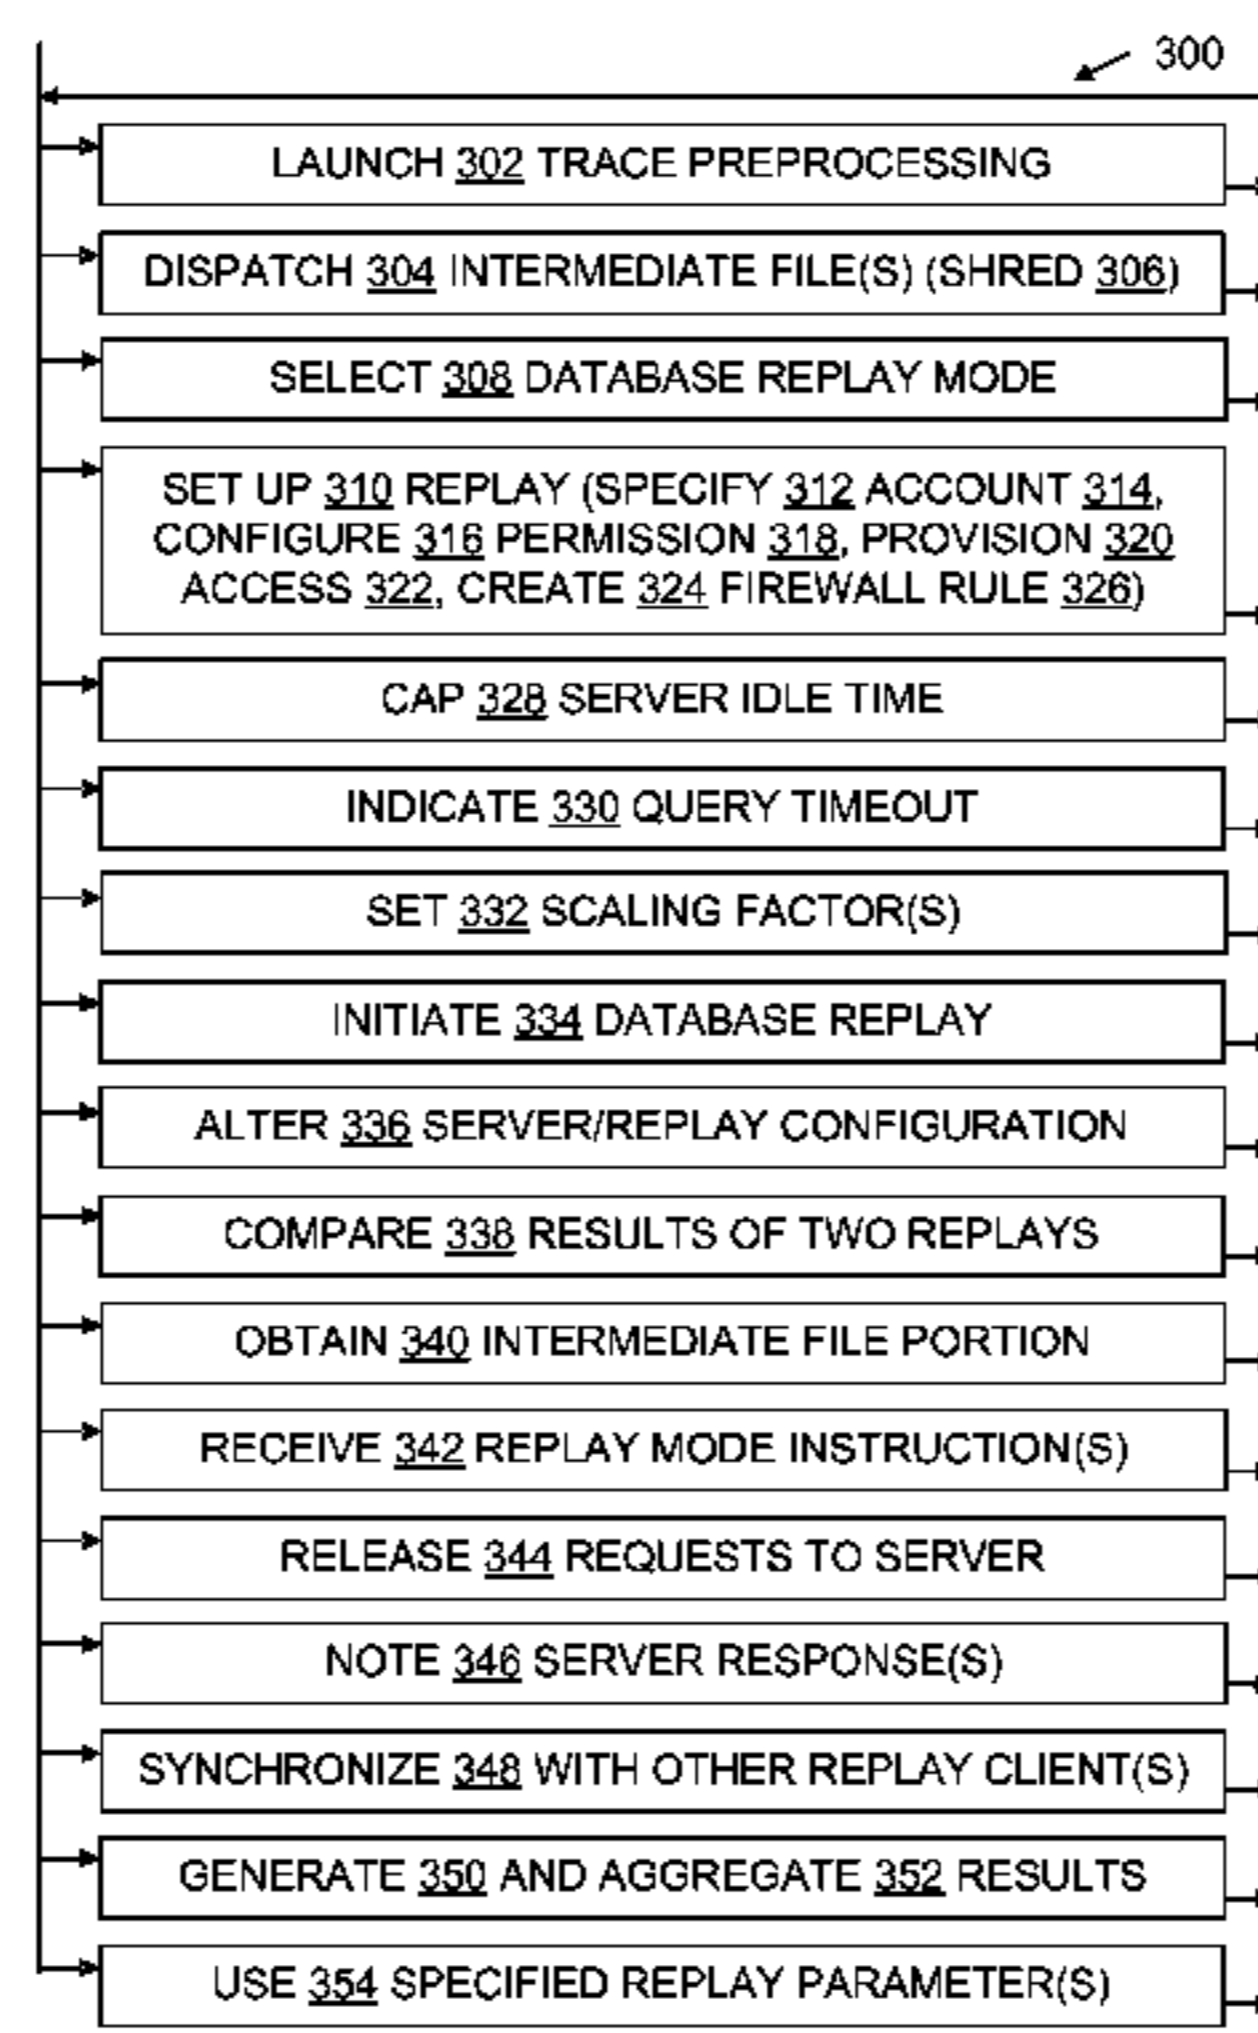 300
LAUNCH 302 TRACE PREPROCESSING
DISPATCH 304 INTERMEDIATE FILE(S) (SHRED 306)
SELECT 308 DATABASE REPLAY MODE
SET UP 310 REPLAY (SPECIFY 312 ACCOUNT 314,
CONFIGURE 316 PERMISSION 318, PROVISION 320
ACCESS 322, CREATE 324 FIREWALL RULE 326)
CAP 328 SERVER IDLE TIME
INDICATE 330 QUERY TIMEOUT
SET 332 SCALING FACTOR(S)
INITIATE 334 DATABASE REPLAY
ALTER 336 SERVER/REPLAY CONFIGURATION
COMPARE 338 RESULTS OF TWO REPLAYS
OBTAIN 340 INTERMEDIATE FILE PORTION
RECEIVE 342 REPLAY MODE INSTRUCTION(S)
RELEASE 344 REQUESTS TO SERVER
NOTE 346 SERVER RESPONSE(S)
SYNCHRONIZE 348 WITH OTHER REPLAY CLIENT(S)
GENERATE 350 AND AGGREGATE 352 RESULTS
USE 354 SPECIFIED REPLAY PARAMETER(S)